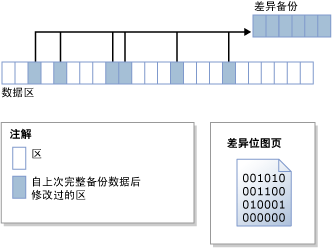 差异备份
数据区
注解
区
自上次完整备份数据后
修改过的区
差异位图页
001010
001100
010001
000000